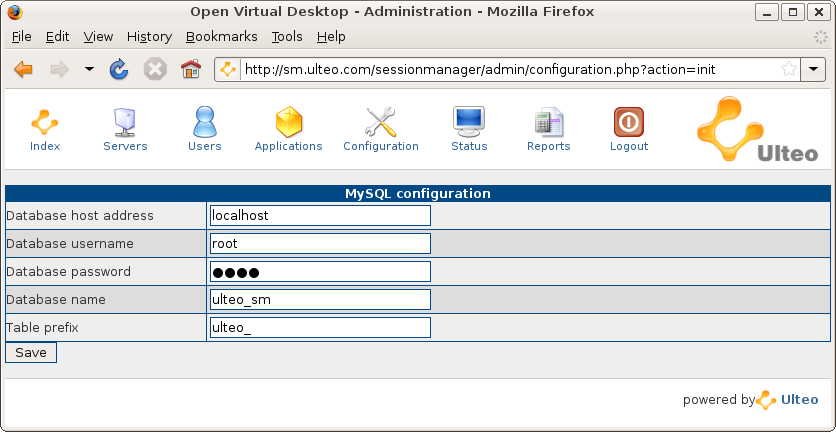 Open Virtual Desktop - Administration - Mozilla Firefox
File Edit View History Bookmarks Tools Help
http://sm.ulteo.com/sessionmanager/admin/configuration.php?action=init
Index Servers Users Applications Configuration Status Reports Logout
Ulteo
MySQL configuration
Database host address localhost
Database username root
Database password ●●●●
Database name ulteo_sm
Table prefix ulteo_
Save
powered by Ulteo